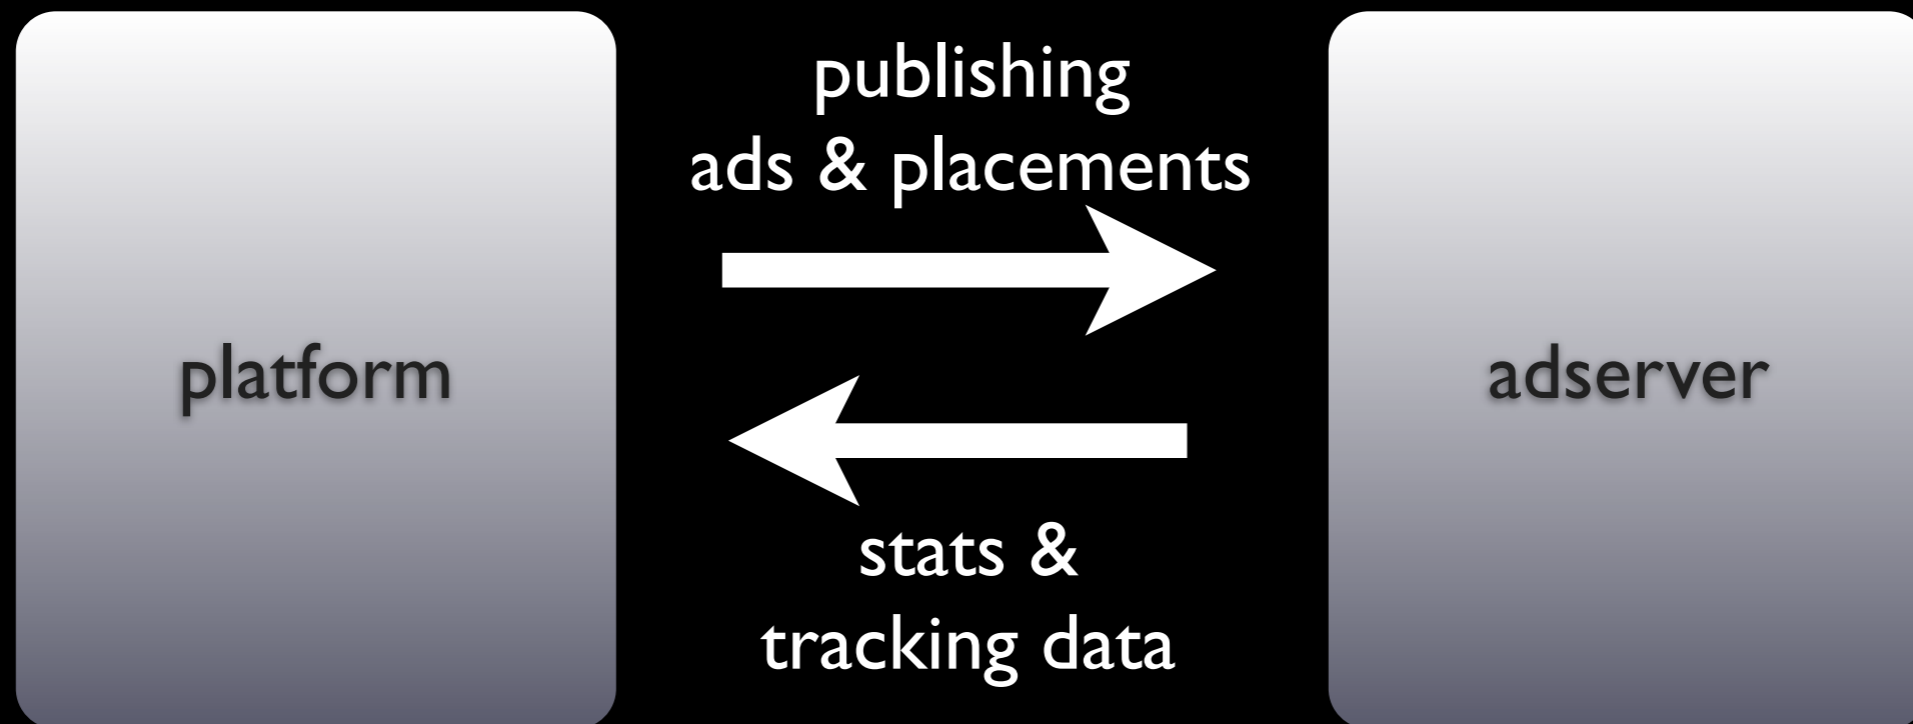 platform
publishing
ads & placements
stats &
tracking data
adserver